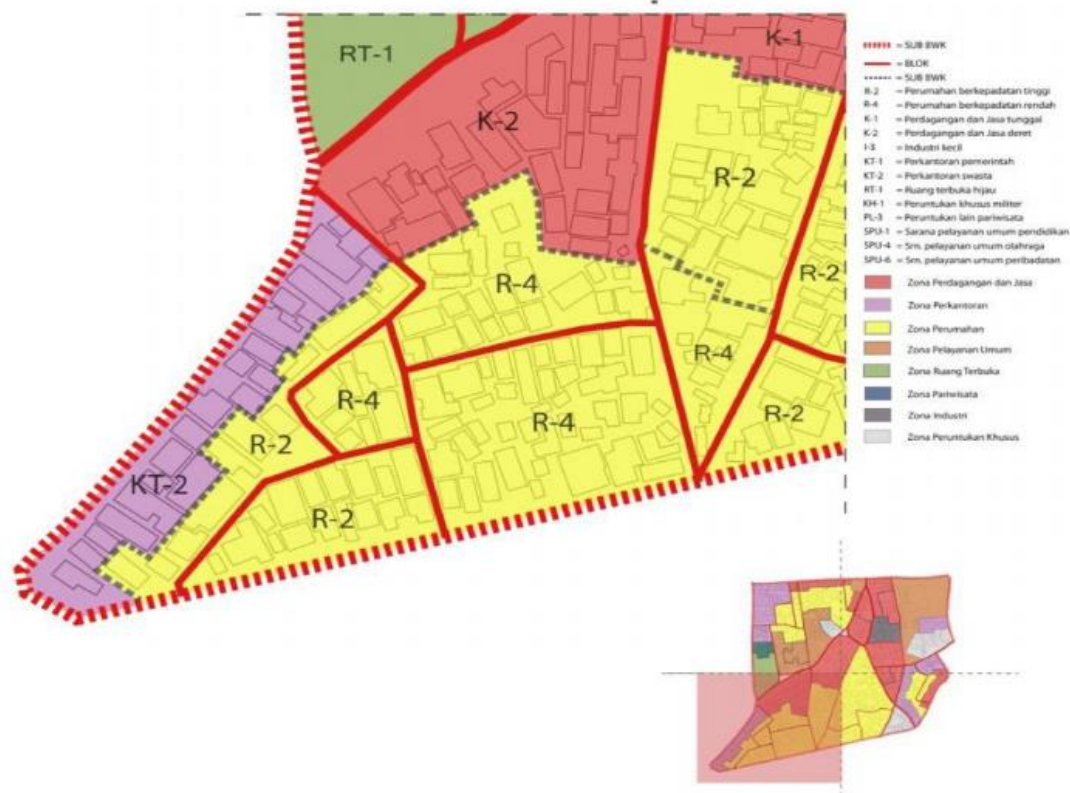 RT-1
K-1
K-2
R-2
R-4
R-2
R-4
R-4
R-4
R-2
R-2
KT-2
R-2
= SUB BWK
= BLOK
= SUB BWK
R-2 = Perumahan berkepadatan tinggi
R-4 = Perumahan berkepadatan rendah
K-1 = Perdagangan dan Jasa tunggal
K-2 = Perdagangan dan Jasa deret
I-3 = Industri kecil
KT-1 = Perkantoran pemerintah
KT-2 = Perkantoran swasta
RT-1 = Ruang terbuka hijau
KH-1 = Peruntukan khusus militer
PL-3 = Peruntukan lain pariwisata
SPU-1 = Sarana pelayanan umum pendidikan
SPU-4 = Srn. pelayanan umum olahraga
SPU-6 = Srn. pelayanan umum peribadatan
Zona Perdagangan dan Jasa
Zona Perkantoran
Zona Perumahan
Zona Pelayanan Umum
Zona Ruang Terbuka
Zona Pariwisata
Zona Industri
Zona Peruntukan Khusus